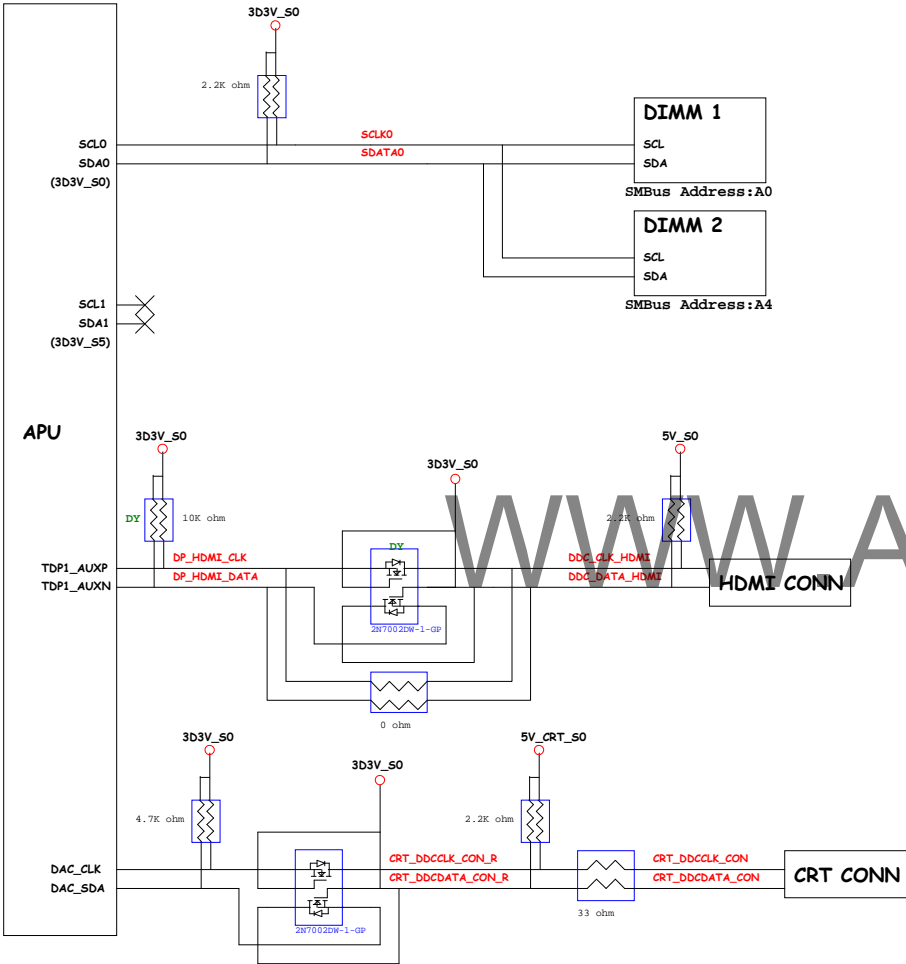 3D3V_S0
2.2K ohm
DIMM 1
SCL0
SCLK0
SCL
SDA0
SDATA0
SDA
(3D3V_S0)
SMBus Address:A0
DIMM 2
SCL
SDA
SCL1
SMBus Address:A4
SDA1
(3D3V_S5)
APU
3D3V_S0
5V_S0
3D3V_S0
DY
10K ohm
2.2K ohm
WWW.A
DY
DP_HDMI_CLK
DDC_CLK_HDMI
TDP1_AUXP
DP_HDMI_DATA
DDC_DATA_HDMI
TDP1_AUXN
HDMI CONN
2N7002DW-1-GP
0 ohm
3D3V_S0
5V_CRT_S0
3D3V_S0
4.7K ohm
2.2K ohm
CRT_DDCCLK_CON_R
CRT_DDCCLK_CON
DAC_CLK
CRT_DDCDATA_CON_R
CRT_DDCDATA_CON
DAC_SDA
CRT CONN
33 ohm
2N7002DW-1-GP